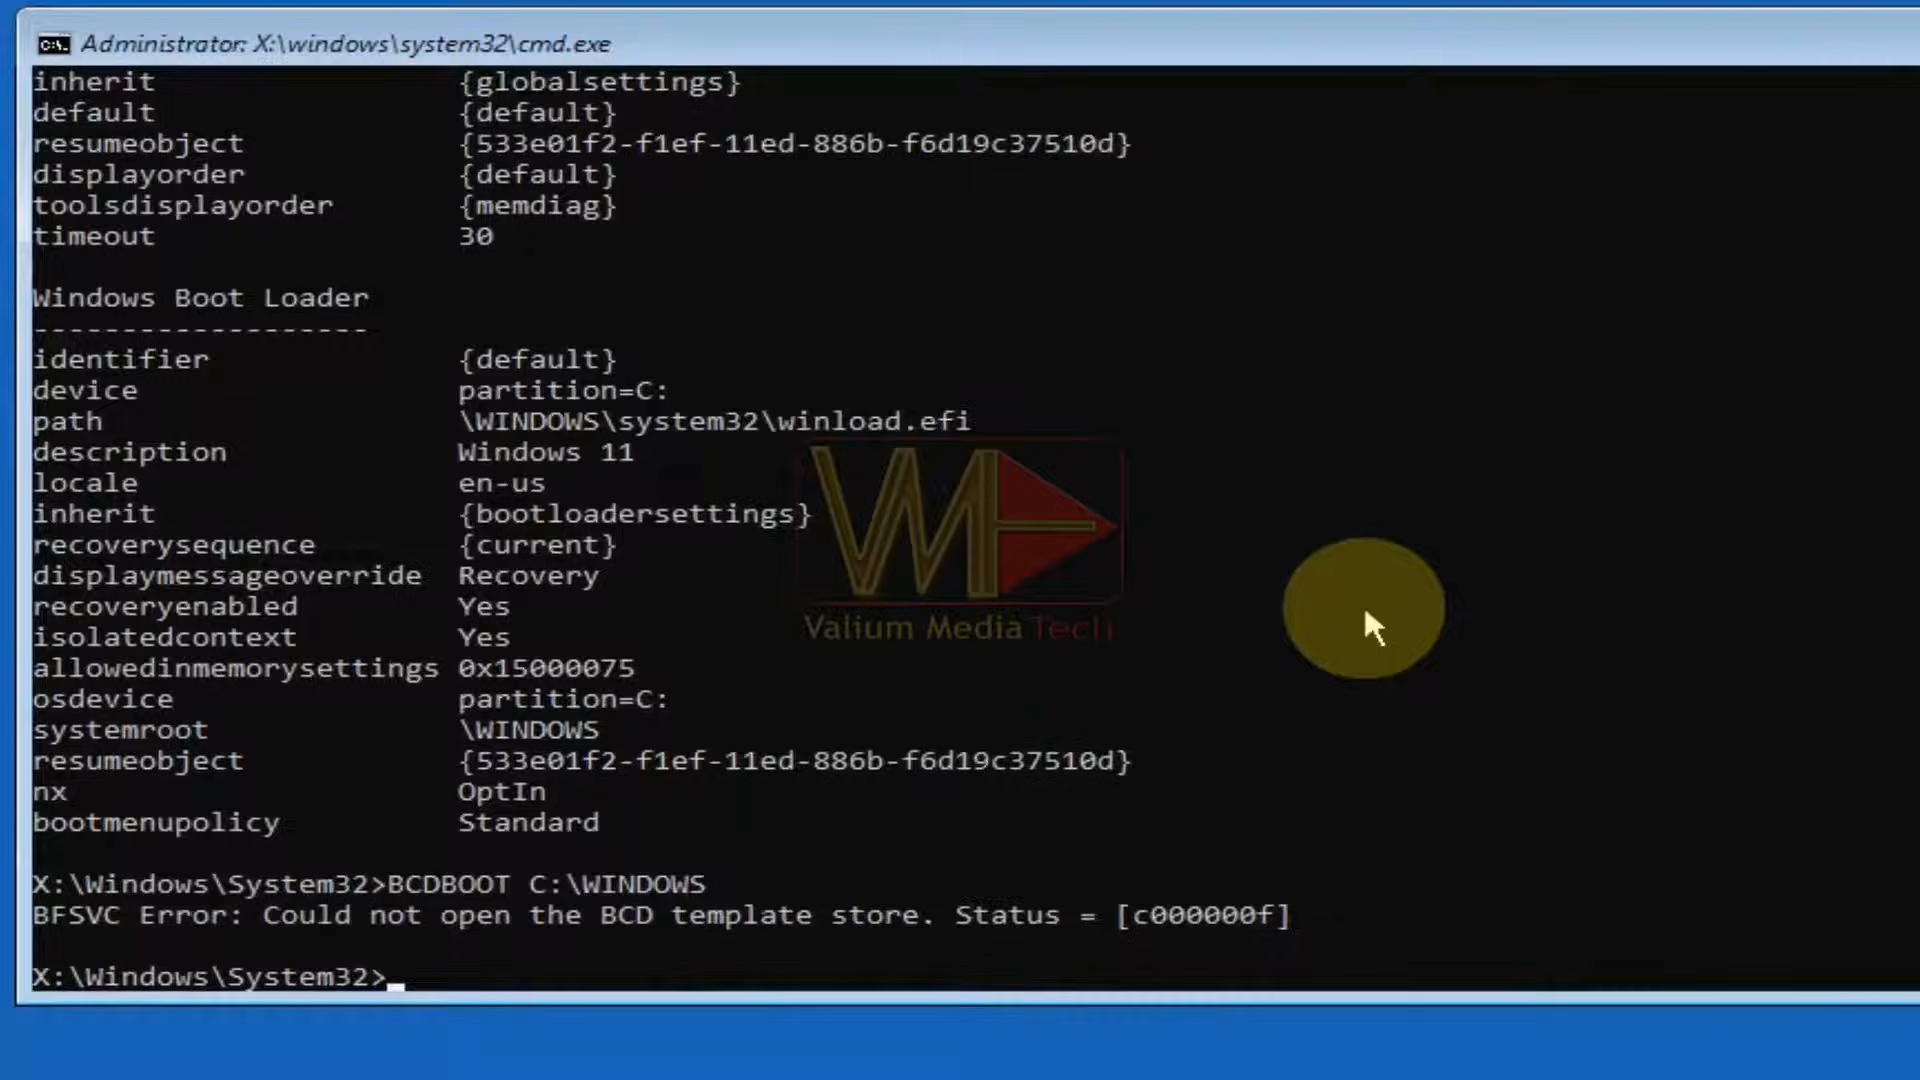 Administrator: X:\windows\system32\cmd.exe
inherit                 {globalsettings}
default                 {default}
resumeobject            {533e01f2-f1ef-11ed-886b-f6d19c37510d}
displayorder            {default}
toolsdisplayorder       {memdiag}
timeout                 30
Windows Boot Loader
-------------------
identifier              {default}
device                  partition=C:
path                    \WINDOWS\system32\winload.efi
description             Windows 11
locale                  en-us
inherit                 {bootloadersettings}
recoverysequence        {current}
displaymessageoverride  Recovery
recoveryenabled         Yes
isolatedcontext         Yes
allowedinmemorysettings 0x15000075
osdevice                partition=C:
systemroot              \WINDOWS
resumeobject            {533e01f2-f1ef-11ed-886b-f6d19c37510d}
nx                      OptIn
bootmenupolicy          Standard
X:\Windows\System32>BCDBOOT C:\WINDOWS
BFSVC Error: Could not open the BCD template store. Status = [c000000f]
X:\Windows\System32>
Valium Media Tech